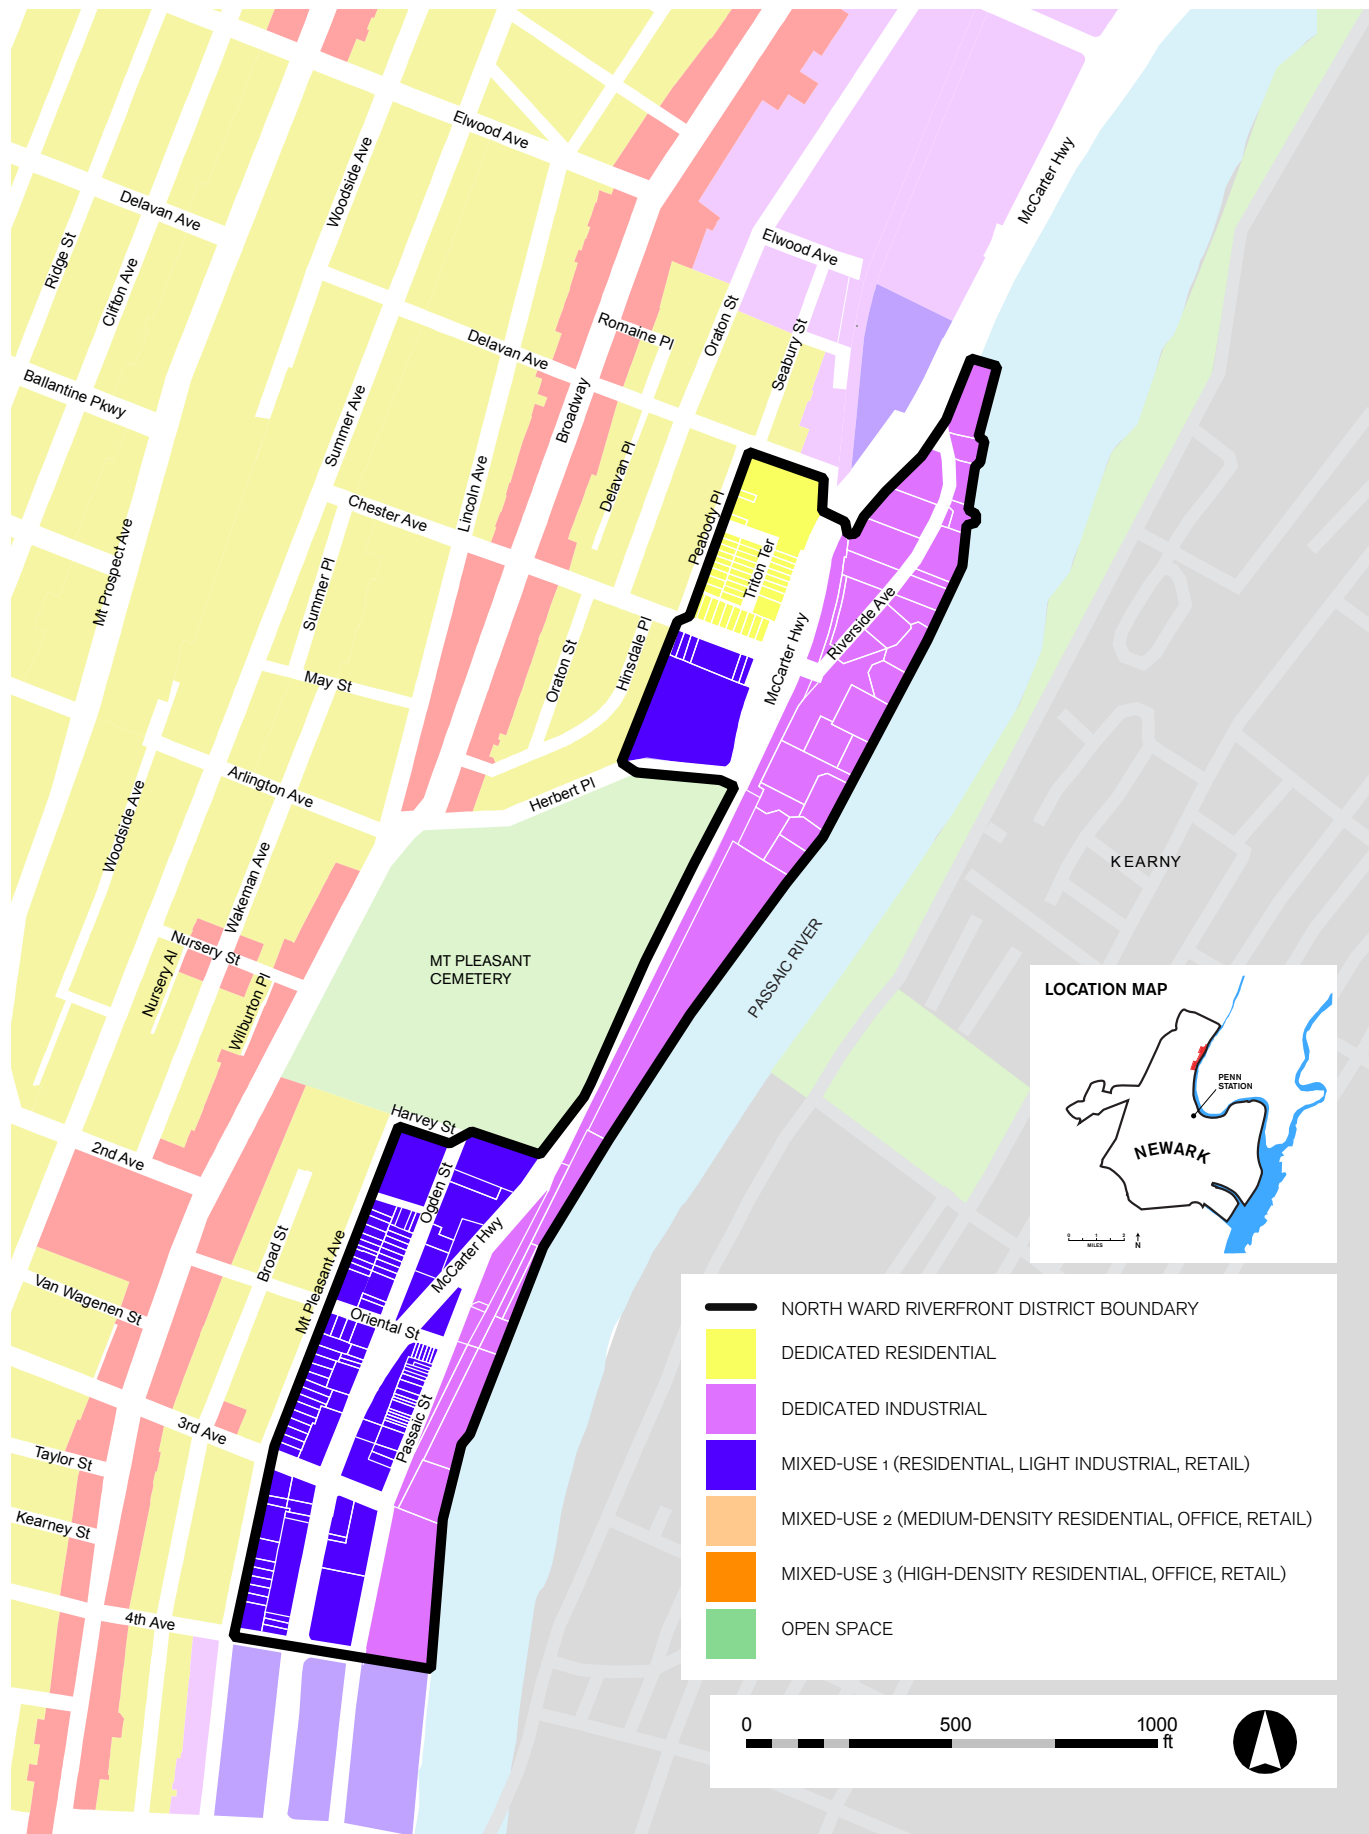 Elwood Ave
Woodside Ave
McCarter Hwy
Delavan Ave
Ridge St
Clifton Ave
Elwood Ave
Oraton St
Romaine Pl
Seabury St
Delavan Ave
Ballantine Pkwy
Summer Ave
Broadway
Lincoln Ave
Delavan Pl
Chester Ave
Peabody Pl
Mt Prospect Ave
Triton Ter
Summer Pl
Riverside Ave
Hinsdale Pl
Oraton St
McCarter Hwy
May St
Arlington Ave
Herbert Pl
Woodside Ave
Wakeman Ave
KEARNY
Nursery St
Nursery Al
Wilburton Pl
MT PLEASANT
CEMETERY
PASSAIC RIVER
LOCATION MAP
PENN
STATION
NEWARK
0 1 2
MILES
N
Harvey St
2nd Ave
Ogden St
Broad St
Mt Pleasant Ave
McCarter Hwy
Van Wagenen St
Oriental St
Passaic St
3rd Ave
Taylor St
Kearney St
4th Ave
NORTH WARD RIVERFRONT DISTRICT BOUNDARY
DEDICATED RESIDENTIAL
DEDICATED INDUSTRIAL
MIXED-USE 1 (RESIDENTIAL, LIGHT INDUSTRIAL, RETAIL)
MIXED-USE 2 (MEDIUM-DENSITY RESIDENTIAL, OFFICE, RETAIL)
MIXED-USE 3 (HIGH-DENSITY RESIDENTIAL, OFFICE, RETAIL)
OPEN SPACE
0 500 1000
ft